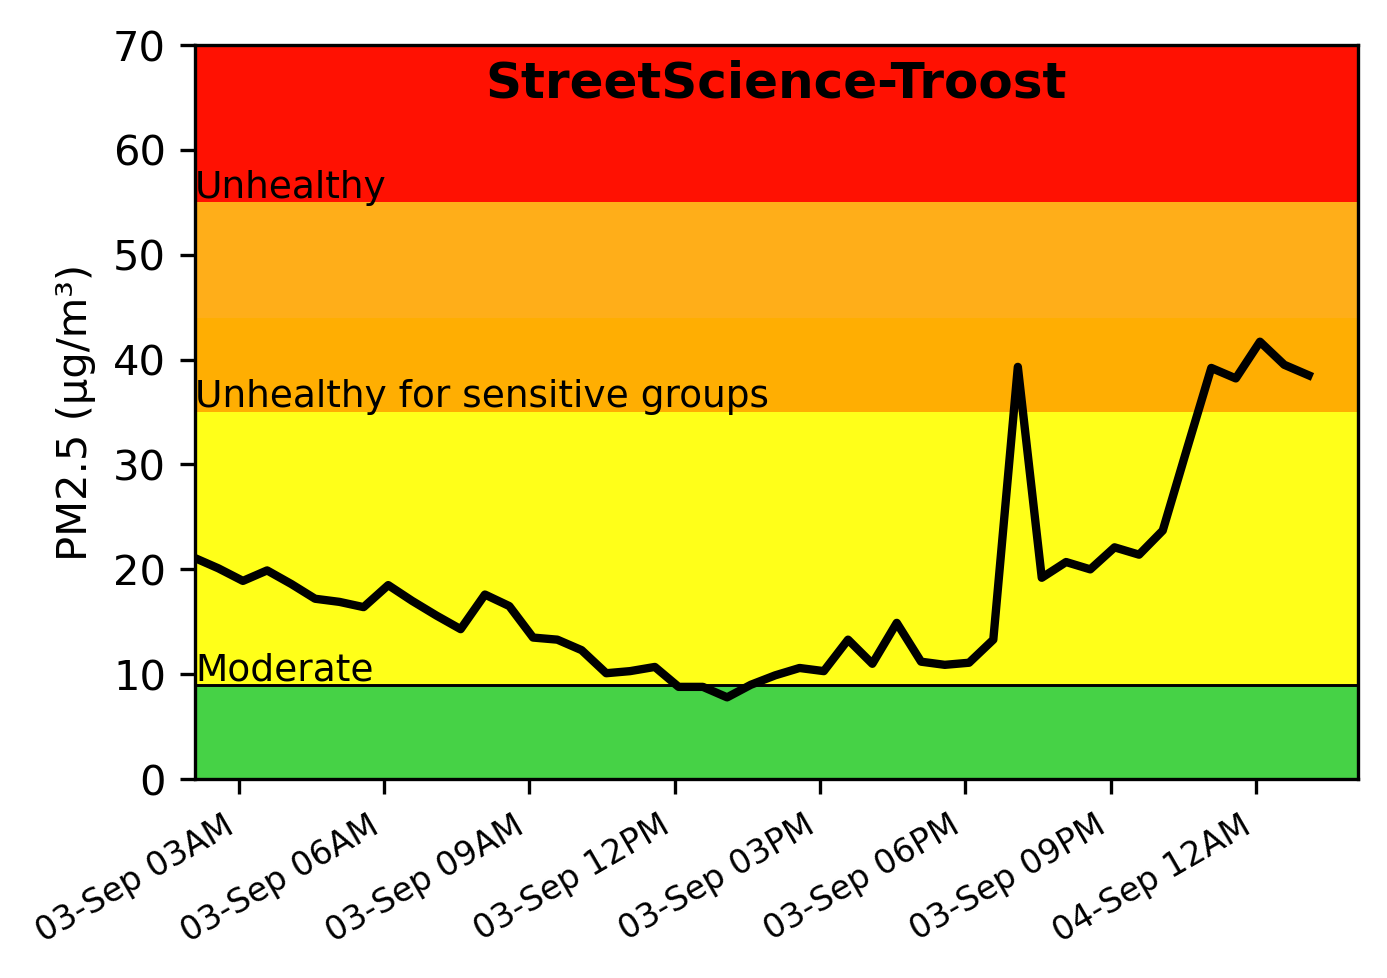 StreetScience-Troost
70
60
50
40
30
20
10
0
PM2.5 (µg/m³)
Unhealthy
Unhealthy for sensitive groups
Moderate
03-Sep 03AM
03-Sep 06AM
03-Sep 09AM
03-Sep 12PM
03-Sep 03PM
03-Sep 06PM
03-Sep 09PM
04-Sep 12AM